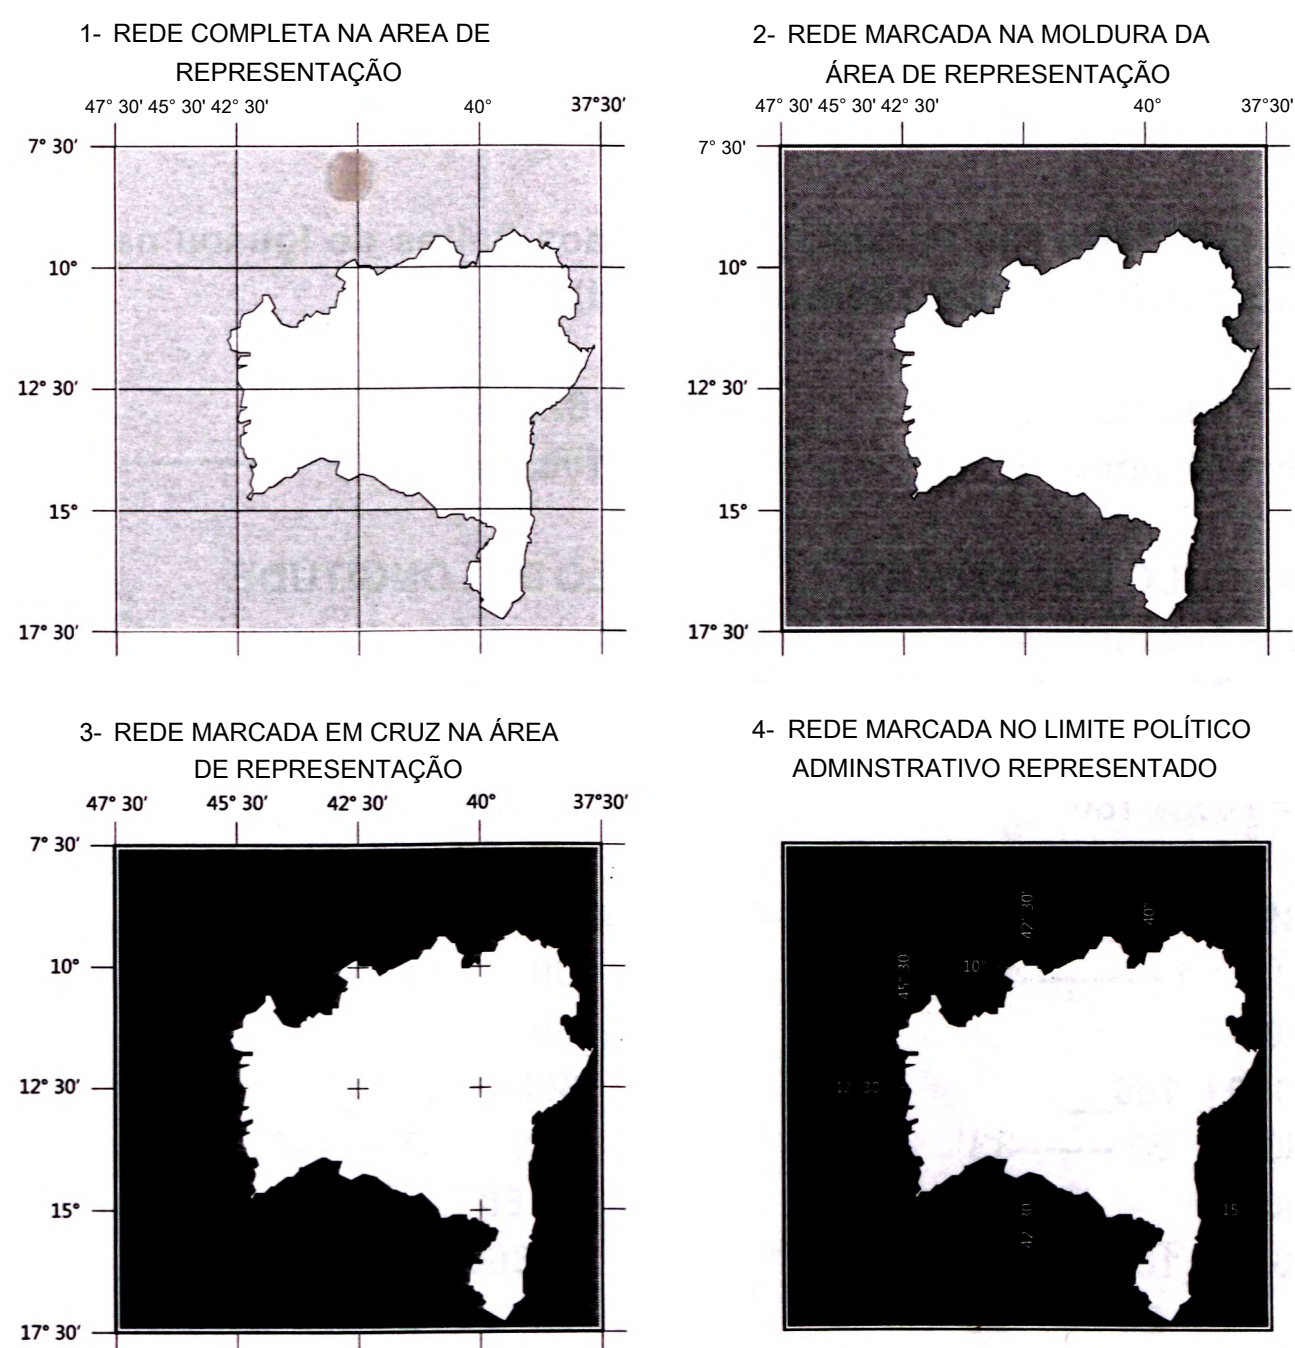 1- REDE COMPLETA NA AREA DE
REPRESENTAÇÃO
47° 30' 45° 30' 42° 30' 40° 37°30'
7° 30'
10°
12° 30'
15°
17° 30'
2- REDE MARCADA NA MOLDURA DA
ÁREA DE REPRESENTAÇÃO
47° 30' 45° 30' 42° 30' 40° 37°30'
7° 30'
10°
12° 30'
15°
17° 30'
3- REDE MARCADA EM CRUZ NA ÁREA
DE REPRESENTAÇÃO
47° 30' 45° 30' 42° 30' 40° 37°30'
7° 30'
10°
12° 30'
15°
17° 30'
4- REDE MARCADA NO LIMITE POLÍTICO
ADMINSTRATIVO REPRESENTADO
42° 30'
40°
45° 30'
10°
12° 30'
15
42° 30'